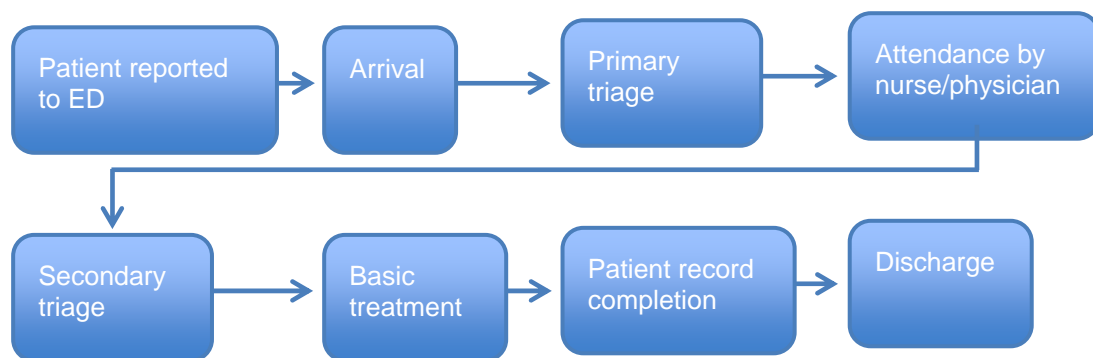 Patient reported
to ED
Arrival
Primary
triage
Attendance by
nurse/physician
Secondary
triage
Basic
treatment
Patient record
completion
Discharge